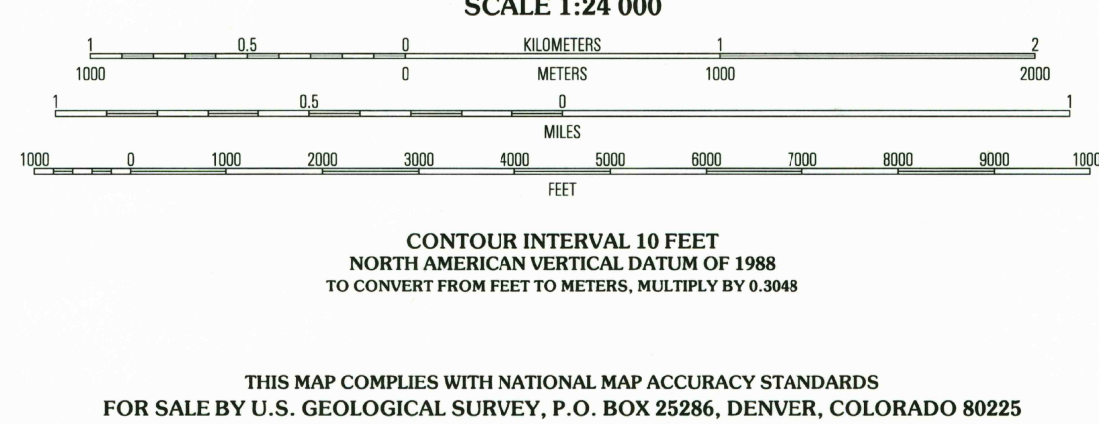 SCALE 1:24 000
1 0.5 0 KILOMETERS 1 2
1000 0 METERS 1000 2000
1 0.5 0 1
MILES
1000 0 1000 2000 3000 4000 5000 6000 7000 8000 9000 1000
FEET
CONTOUR INTERVAL 10 FEET
NORTH AMERICAN VERTICAL DATUM OF 1988
TO CONVERT FROM FEET TO METERS, MULTIPLY BY 0.3048
THIS MAP COMPLIES WITH NATIONAL MAP ACCURACY STANDARDS
FOR SALE BY U.S. GEOLOGICAL SURVEY, P.O. BOX 25286, DENVER, COLORADO 80225